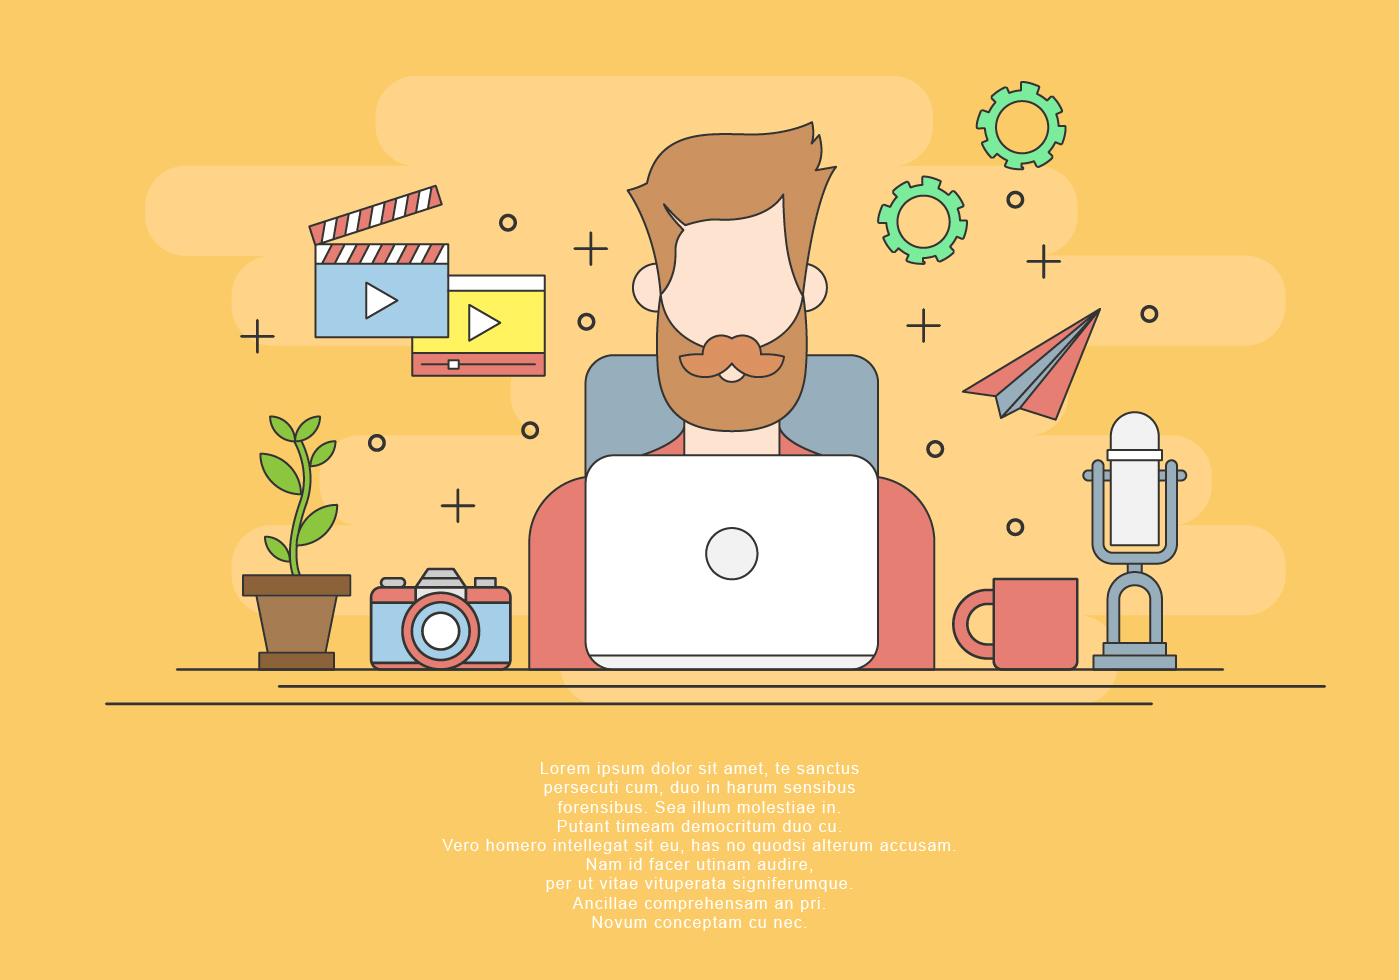 Lorem ipsum dolor sit amet, te sanctus
persecuti cum, duo in harum sensibus
forensibus. Sea illum molestiae in.
Putant timeam democritum duo cu.
Vero homero intellegat sit eu, has no quodsi alterum accusam.
Nam id facer utinam audire,
per ut vitae vituperata signiferumque.
Ancillae comprehensam an pri.
Novum conceptam cu nec.